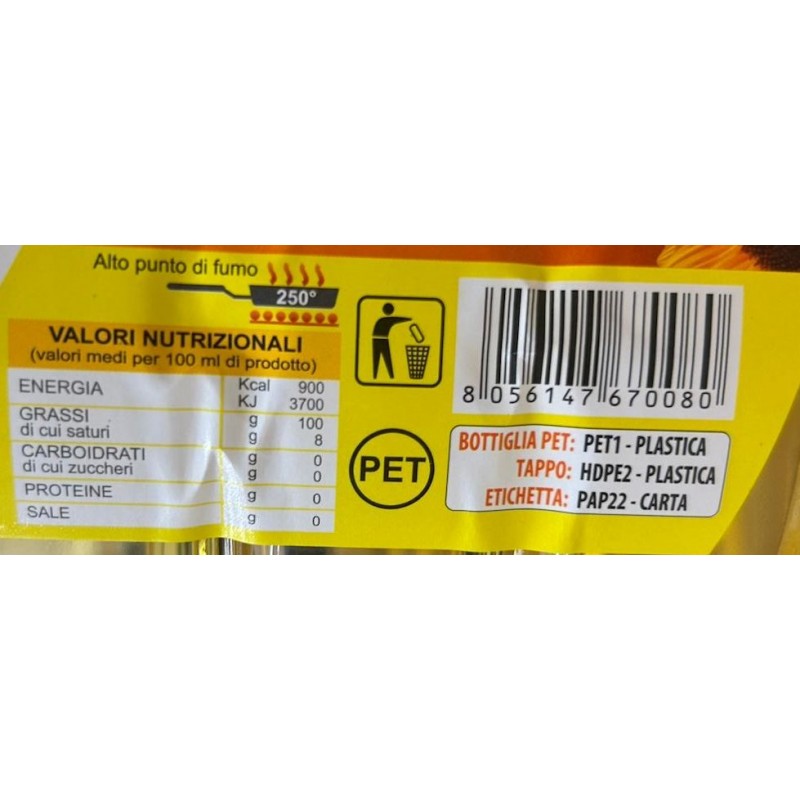 Alto punto di fumo
250°
VALORI NUTRIZIONALI
(valori medi per 100 ml di prodotto)
ENERGIA Kcal 900
KJ 3700
GRASSI g 100
di cui saturi g 8
CARBOIDRATI g 0
di cui zuccheri g 0
PROTEINE g 0
SALE g 0
PET
8 056147 670080
BOTTIGLIA PET: PET1 - PLASTICA
TAPPO: HDPE2 - PLASTICA
ETICHETTA: PAP22 - CARTA